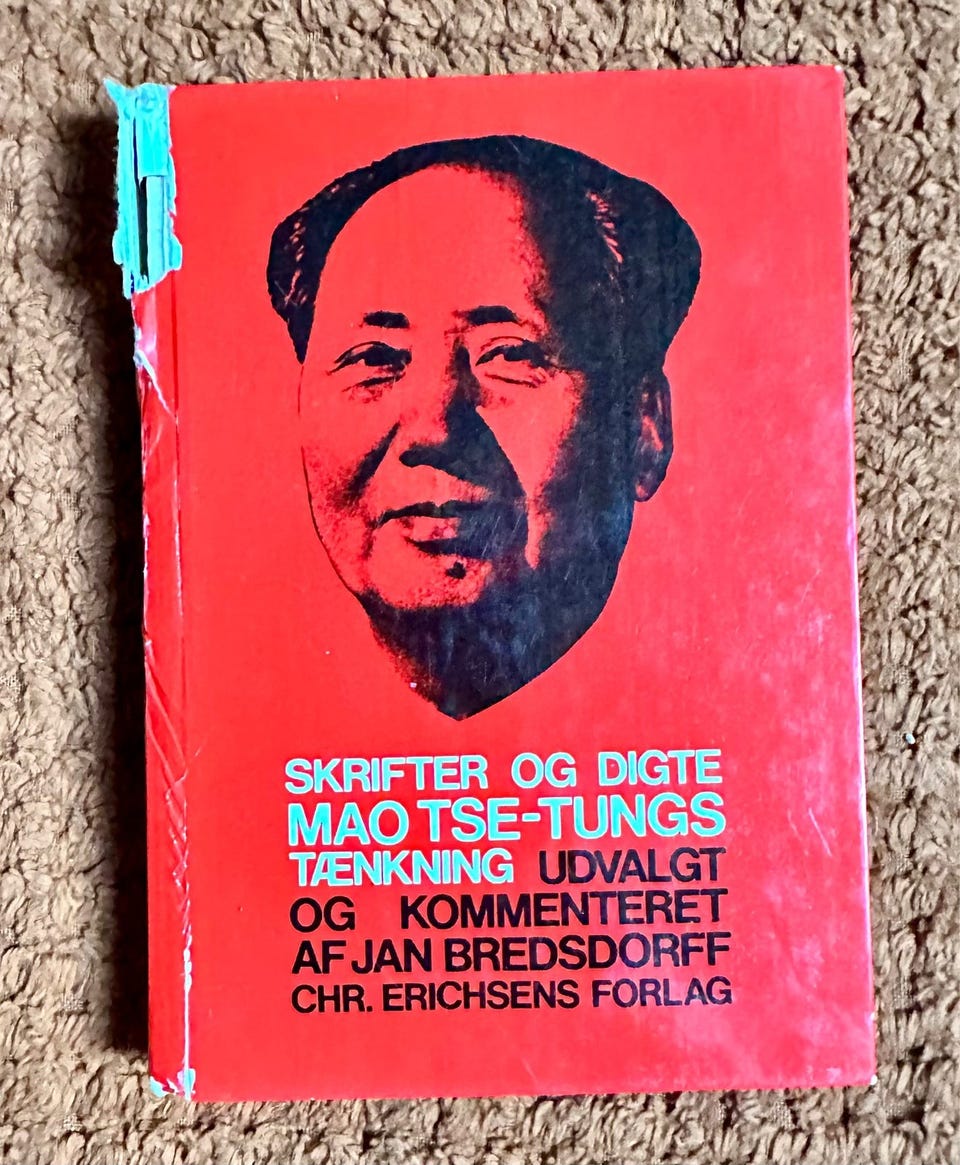 SKRIFTER OG DIGTE
MAO TSE-TUNGS
TÆNKNING UDVALGT
OG KOMMENTERET
AF JAN BREDSDORFF
CHR. ERICHSENS FORLAG